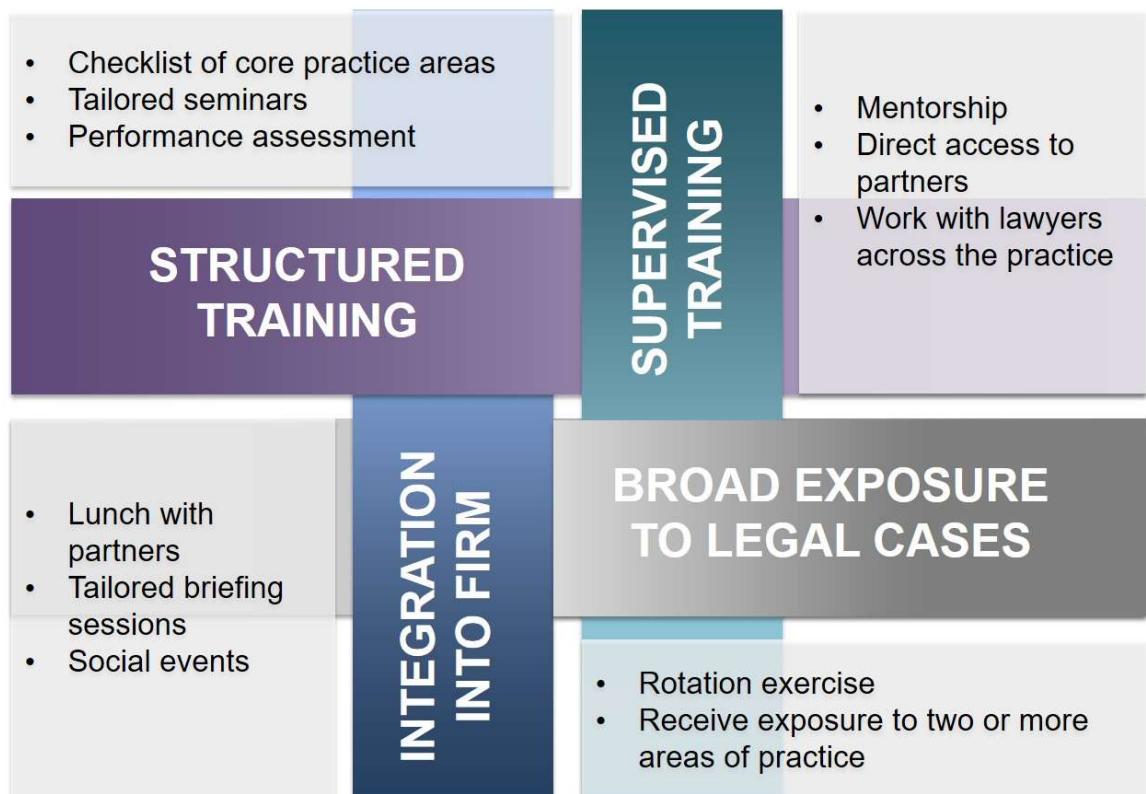 • Checklist of core practice areas
• Tailored seminars
• Performance assessment
STRUCTURED
TRAINING
SUPERVISED
TRAINING
• Mentorship
• Direct access to
partners
• Work with lawyers
across the practice
• Lunch with
partners
• Tailored briefing
sessions
• Social events
INTEGRATION
INTO FIRM
BROAD EXPOSURE
TO LEGAL CASES
• Rotation exercise
• Receive exposure to two or more
areas of practice